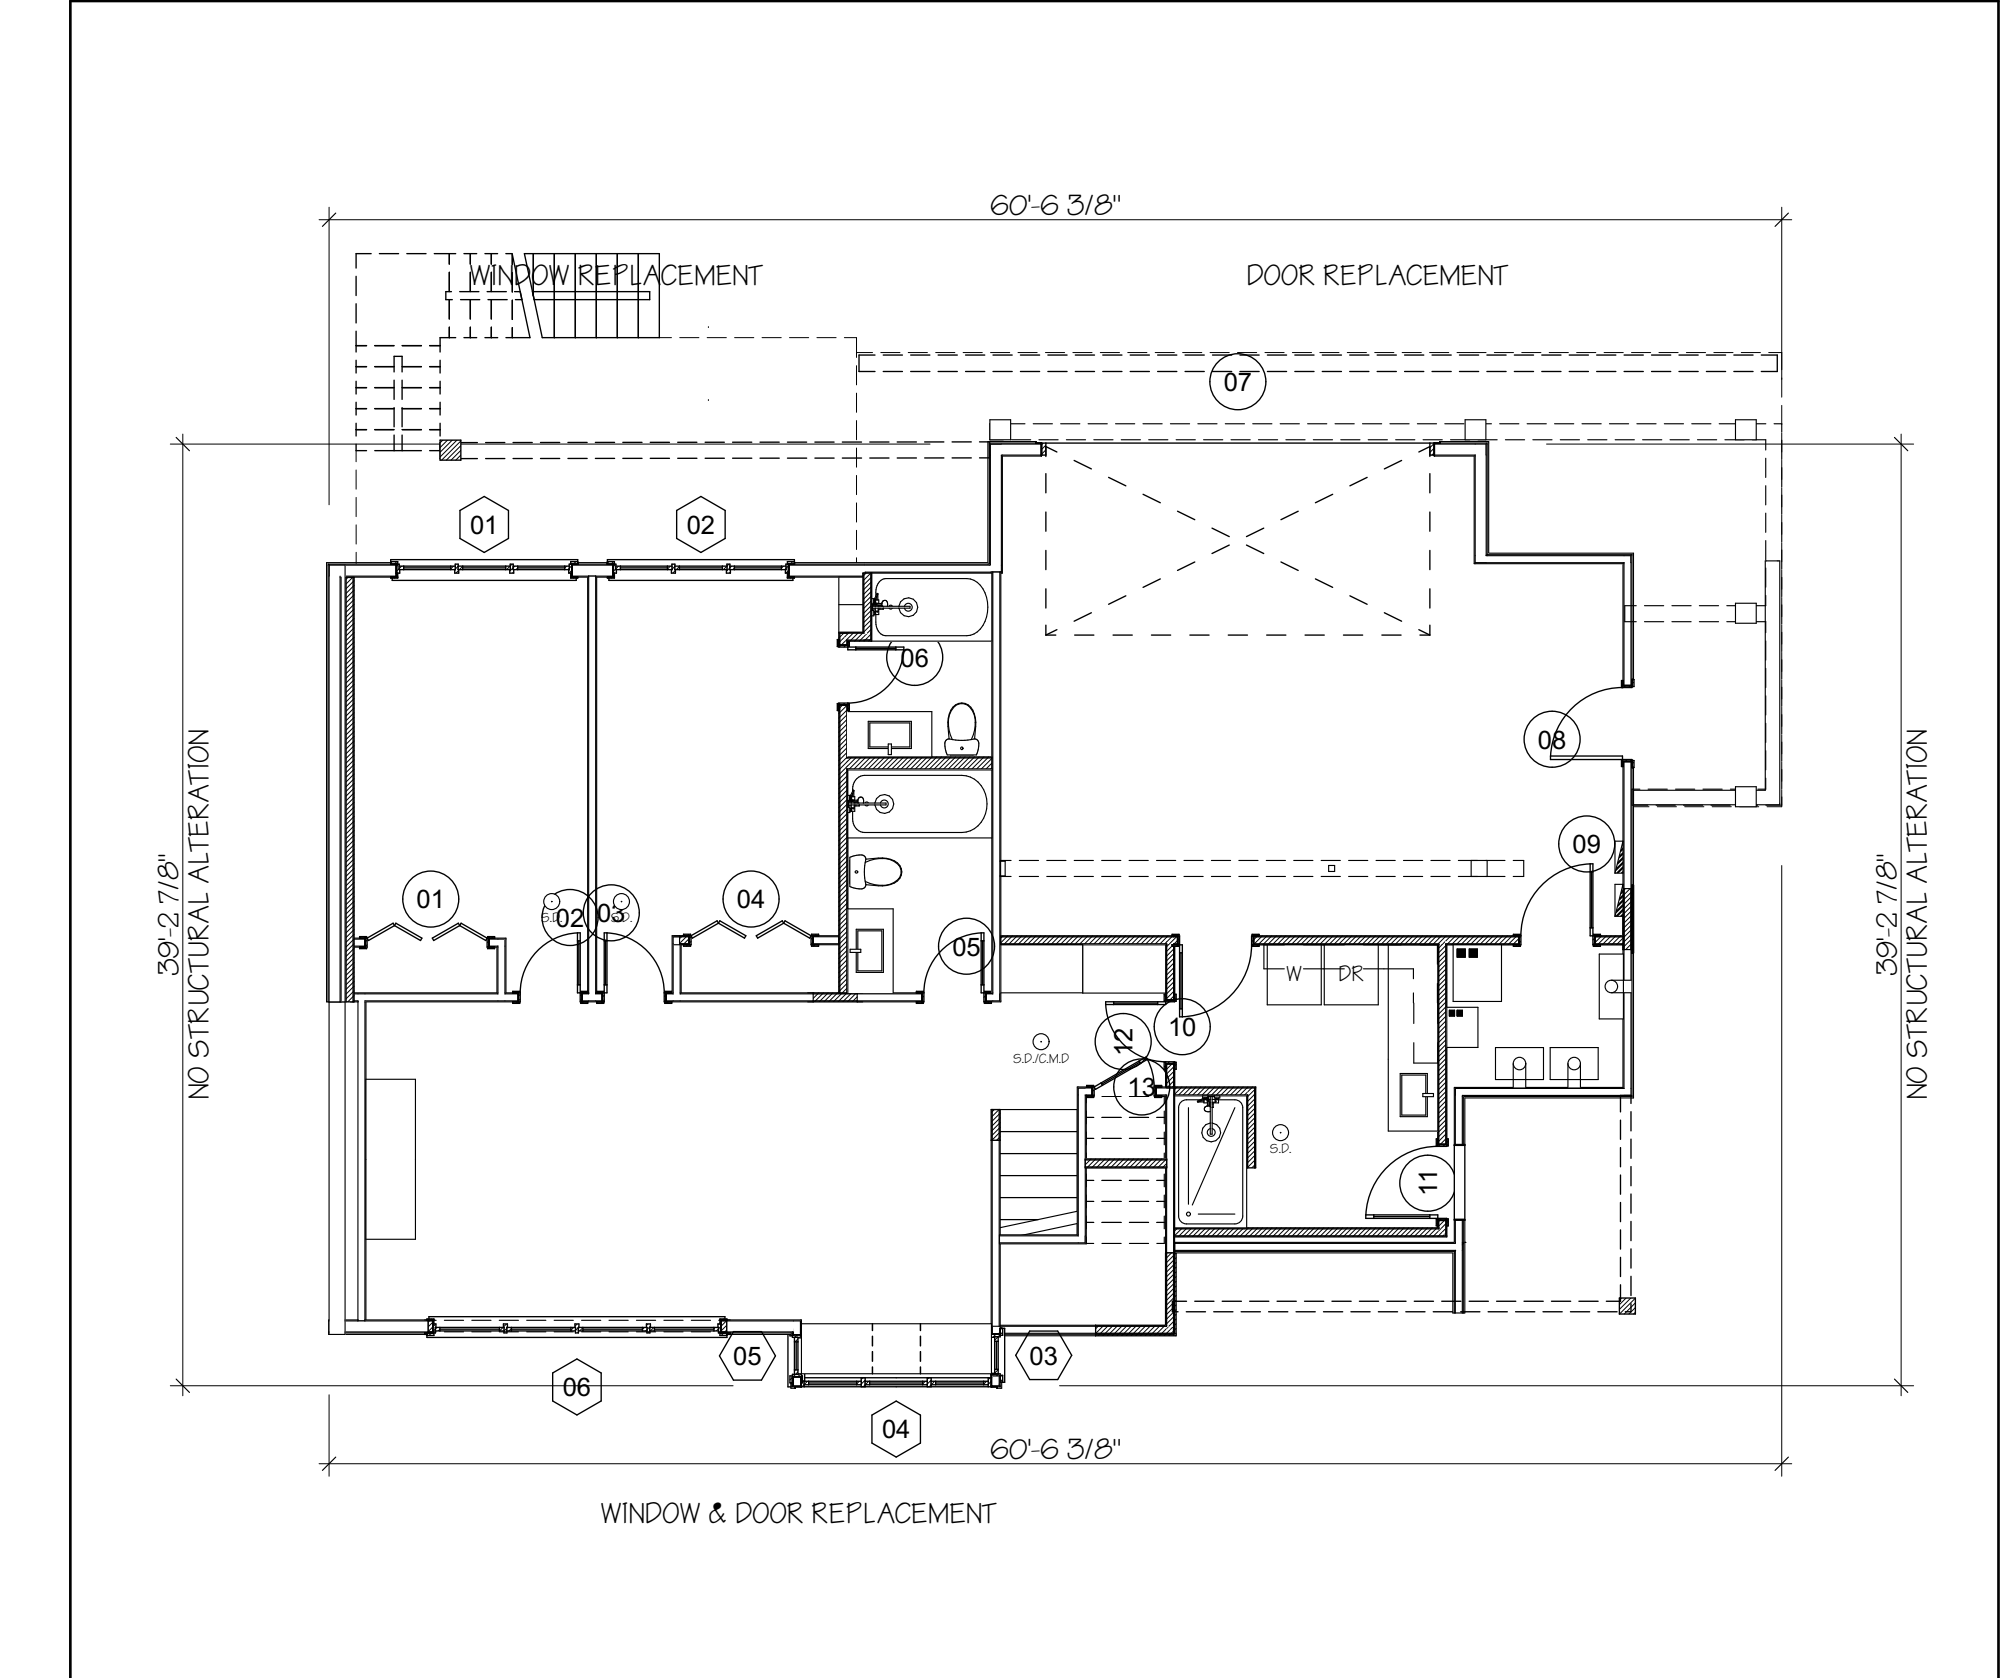 60'-6 3/8"
WINDOW REPLACEMENT
DOOR REPLACEMENT
07
01
02
06
08
NO STRUCTURAL ALTERATION
39'-2 7/8"
NO STRUCTURAL ALTERATION
39'-2 7/8"
09
01
02
S.D.
03
S.D.
04
05
W
DR
10
12
S.D./C.M.D
13
S.D.
11
05
03
06
04
60'-6 3/8"
WINDOW & DOOR REPLACEMENT